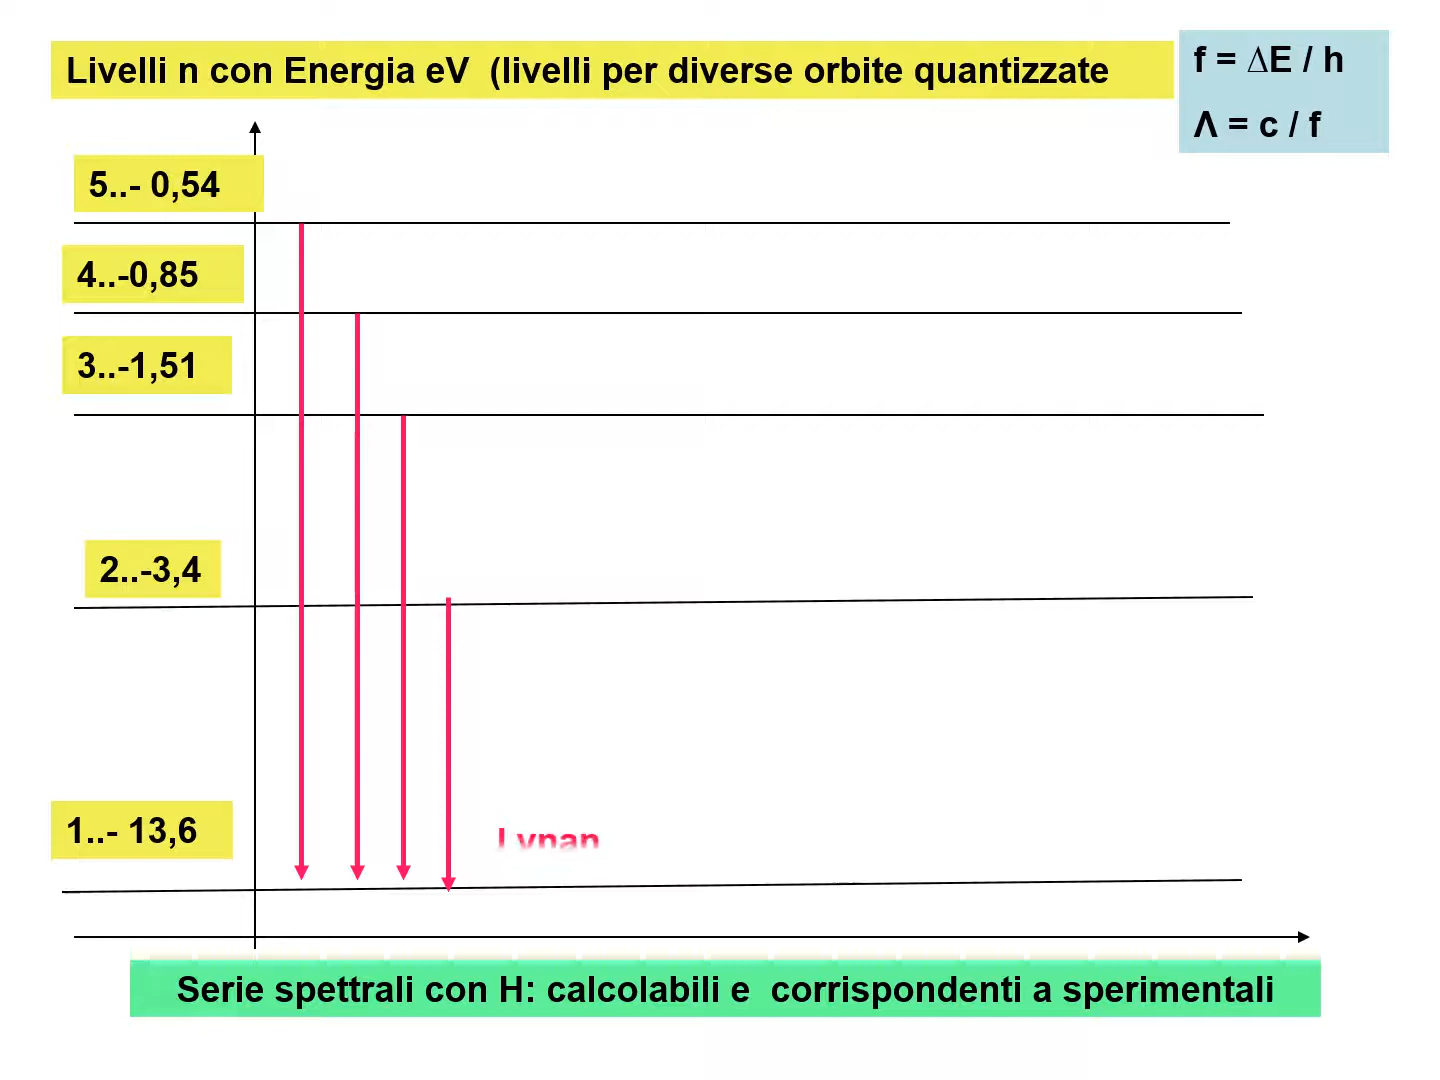 Livelli n con Energia eV (livelli per diverse orbite quantizzate
f = ∆E / h
Λ = c / f
5..- 0,54
4..-0,85
3..-1,51
2..-3,4
1..- 13,6
Serie spettrali con H: calcolabili e corrispondenti a sperimentali